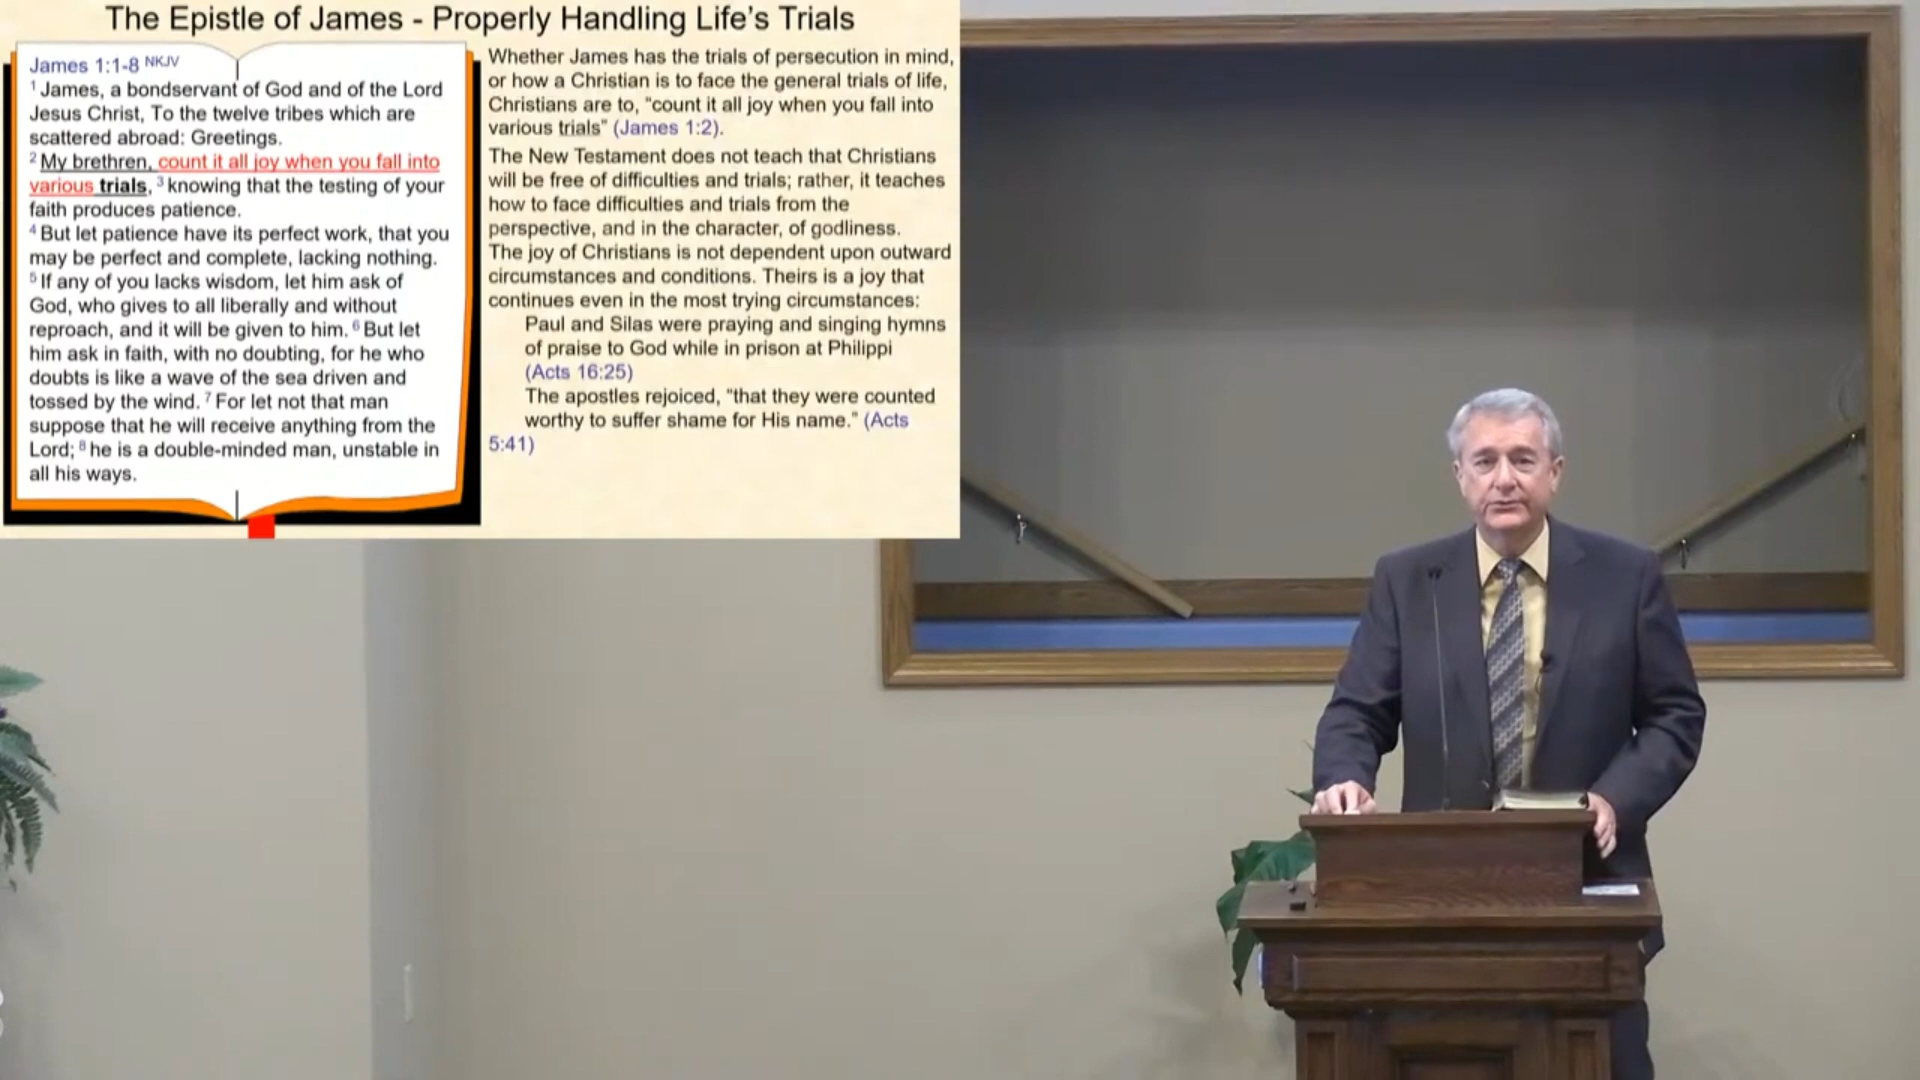 The Epistle of James - Properly Handling Life's Trials
James 1:1-8 NKJV
1 James, a bondservant of God and of the Lord
Jesus Christ, To the twelve tribes which are
scattered abroad: Greetings.
2 My brethren, count it all joy when you fall into
various trials, 3 knowing that the testing of your
faith produces patience.
4 But let patience have its perfect work, that you
may be perfect and complete, lacking nothing.
5 If any of you lacks wisdom, let him ask of
God, who gives to all liberally and without
reproach, and it will be given to him. 6 But let
him ask in faith, with no doubting, for he who
doubts is like a wave of the sea driven and
tossed by the wind. 7 For let not that man
suppose that he will receive anything from the
Lord; 8 he is a double-minded man, unstable in
all his ways.
Whether James has the trials of persecution in mind,
or how a Christian is to face the general trials of life,
Christians are to, “count it all joy when you fall into
various trials” (James 1:2).
The New Testament does not teach that Christians
will be free of difficulties and trials; rather, it teaches
how to face difficulties and trials from the
perspective, and in the character, of godliness.
The joy of Christians is not dependent upon outward
circumstances and conditions. Theirs is a joy that
continues even in the most trying circumstances:
Paul and Silas were praying and singing hymns
of praise to God while in prison at Philippi
(Acts 16:25)
The apostles rejoiced, “that they were counted
worthy to suffer shame for His name.” (Acts
5:41)